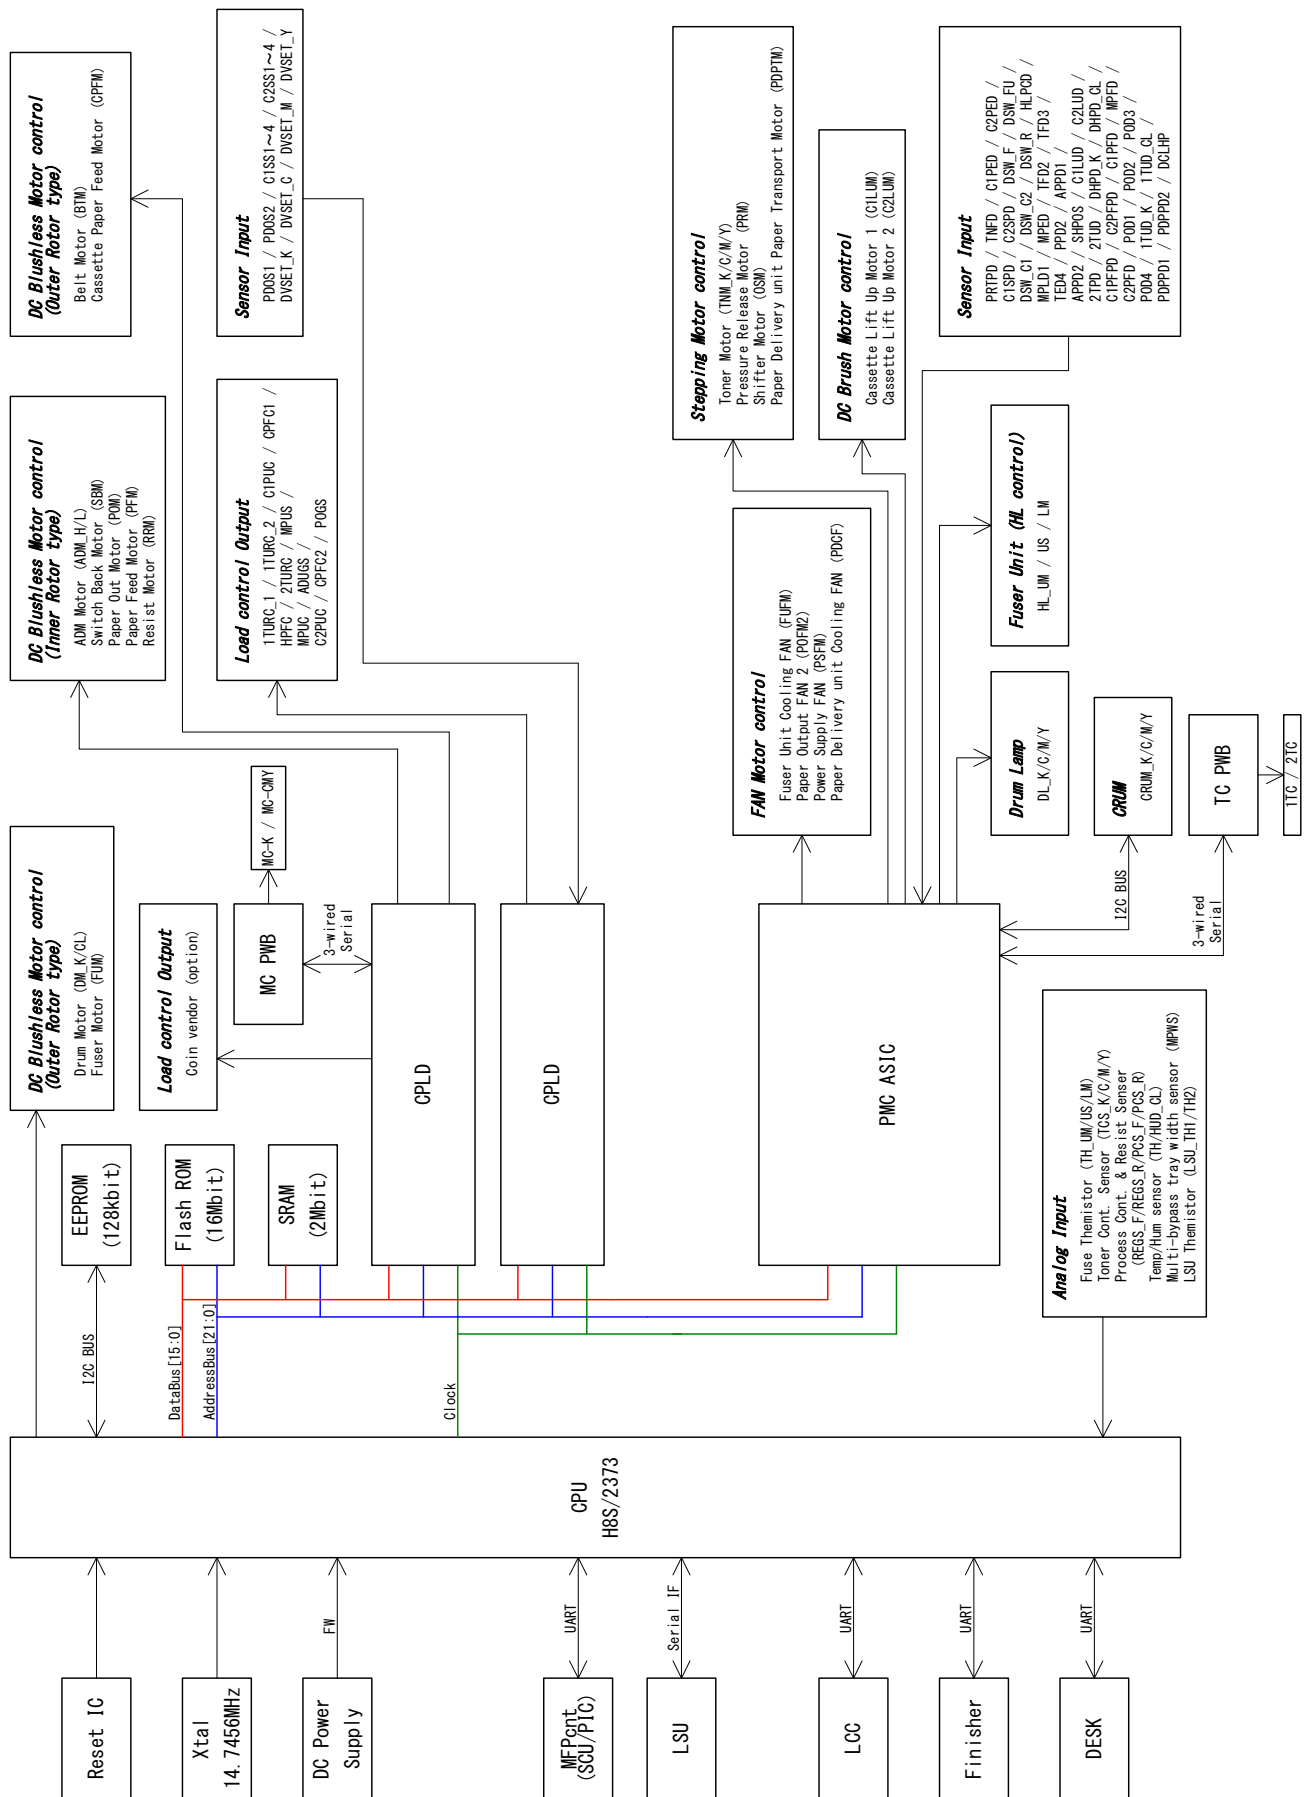 Reset IC
Xtal
14.7456MHz
DC Power
Supply
FW
MFPcnt
(SCU/PIC)
UART
LSU
Serial IF
LCC
UART
Finisher
UART
DESK
UART
CPU
H8S/2373
I2C BUS
DataBus[15:0]
AddressBus[21:0]
Clock
EEPROM
(128kbit)
Flash ROM
(16Mbit)
SRAM
(2Mbit)
CPLD
CPLD
PMC ASIC
Analog Input
Fuse Themistor (TH_UM/US/LM)
Toner Cont. Sensor (TCS_K/C/M/Y)
Process Cont. & Resist Senser
(REGS_F/REGS_R/PCS_F/PCS_R)
Temp/Hum sensor (TH/HUD_CL)
Multi-bypass tray width sensor (MPWS)
LSU Themistor (LSU_TH1/TH2)
DC Blushless Motor control
(Outer Rotor type)
Drum Motor (DM_K/CL)
Fuser Motor (FUM)
Load control Output
Coin vendor (option)
MC PWB
3-wired
Serial
MC-K / MC-CMY
DC Blushless Motor control
(Inner Rotor type)
ADM Motor (ADM_H/L)
Switch Back Motor (SBM)
Paper Out Motor (POM)
Paper Feed Motor (PFM)
Resist Motor (RRM)
Load control Output
1TURC_1 / 1TURC_2 / C1PUC / CPFC1 /
HPFC / 2TURC / MPUS /
MPUC / ADUGS /
C2PUC / CPFC2 / POGS
DC Blushless Motor control
(Outer Rotor type)
Belt Motor (BTM)
Cassette Paper Feed Motor (CPFM)
Sensor Input
PDOS1 / PDOS2 / C1SS1~4 / C2SS1~4 /
DVSET_K / DVSET_C / DVSET_M / DVSET_Y
FAN Motor control
Fuser Unit Cooling FAN (FUFM)
Paper Output FAN 2 (POFM2)
Power Supply FAN (PSFM)
Paper Delivery unit Cooling FAN (PDCF)
Stepping Motor control
Toner Motor (TNM_K/C/M/Y)
Pressure Release Motor (PRM)
Shifter Motor (OSM)
Paper Delivery unit Paper Transport Motor (PDPTM)
DC Brush Motor control
Cassette Lift Up Motor 1 (C1LUM)
Cassette Lift Up Motor 2 (C2LUM)
Sensor Input
PRTPD / TNFD / C1PED / C2PED /
C1SPD / C2SPD / DSW_F / DSW_FU /
DSW_C1 / DSW_C2 / DSW_R / HLPCD /
MPLD1 / MPED / TFD2 / TFD3 /
TED4 / PPD2 / APPD1 /
APPD2 / SHPOS / C1LUD / C2LUD /
2TPD / 2TUD / DHPD_K / DHPD_CL /
C1PFPD / C2PFPD / C1PFD / MPFD /
C2PFD / POD1 / POD2 / POD3 /
POD4 / 1TUD_K / 1TUD_CL /
PDPPD1 / PDPPD2 / DCLHP
Fuser Unit (HL control)
HL_UM / US / LM
Drum Lamp
DL_K/C/M/Y
CRUM
CRUM_K/C/M/Y
I2C BUS
TC PWB
3-wired
Serial
1TC / 2TC